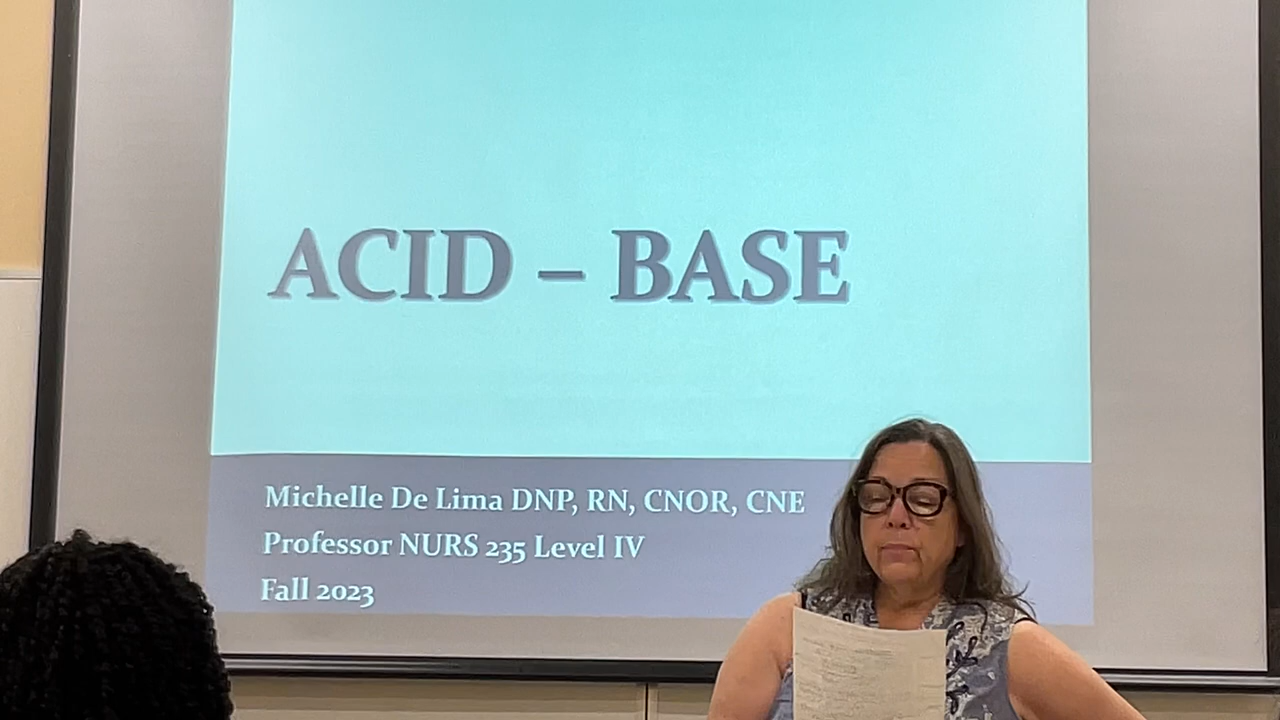 ACID – BASE
Michelle De Lima DNP, RN, CNOR, CNE
Professor NURS 235 Level IV
Fall 2023